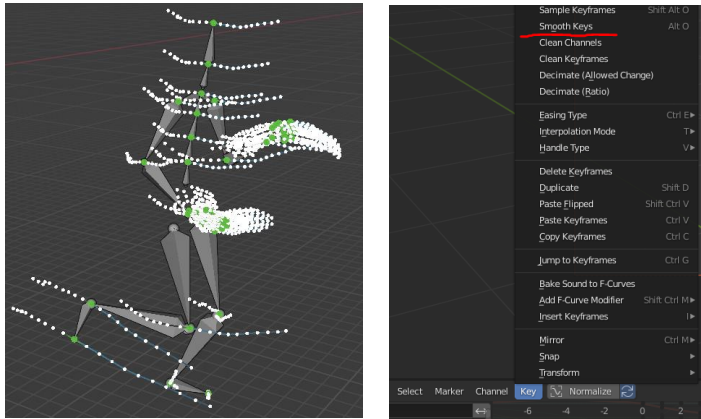 Sample Keyframes Shift Alt O
Smooth Keys Alt O
Clean Channels
Clean Keyframes
Decimate (Allowed Change)
Decimate (Ratio)
Easing Type Ctrl E▶
Interpolation Mode T▶
Handle Type V▶
Delete Keyframes
Duplicate Shift D
Paste Flipped Shift Ctrl V
Paste Keyframes Ctrl V
Copy Keyframes Ctrl C
Jump to Keyframes Ctrl G
Bake Sound to F-Curves
Add F-Curve Modifier Shift Ctrl M▶
Insert Keyframes I▶
Mirror Ctrl M▶
Snap ▶
Transform ▶
Select Marker Channel Key Normalize
-6 -4 -2 0 2